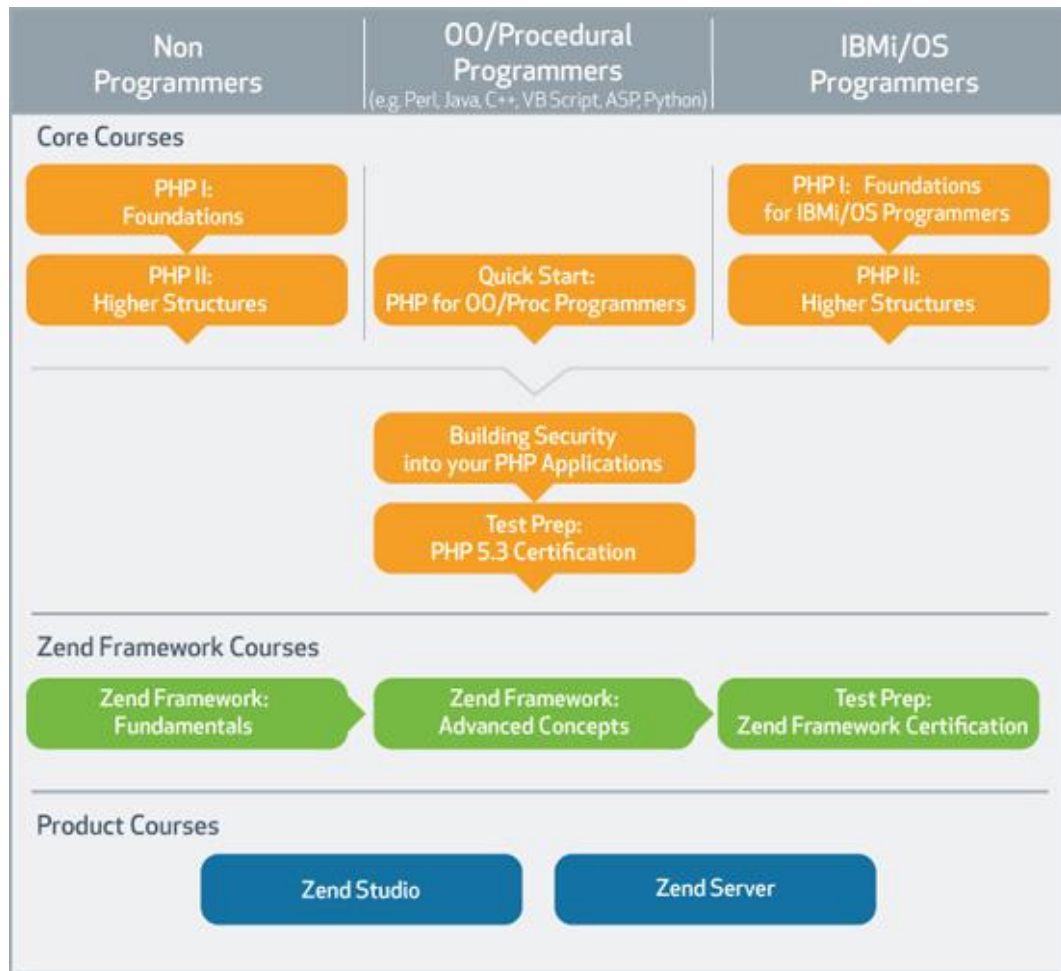 Non
Programmers
OO/Procedural
Programmers
(e.g. Perl, Java, C++, VB Script, ASP, Python)
IBMi/OS
Programmers
Core Courses
PHP I:
Foundations
PHP I: Foundations
for IBMi/OS Programmers
PHP II:
Higher Structures
Quick Start:
PHP for OO/Proc Programmers
PHP II:
Higher Structures
Building Security
into your PHP Applications
Test Prep:
PHP 5.3 Certification
Zend Framework Courses
Zend Framework:
Fundamentals
Zend Framework:
Advanced Concepts
Test Prep:
Zend Framework Certification
Product Courses
Zend Studio
Zend Server